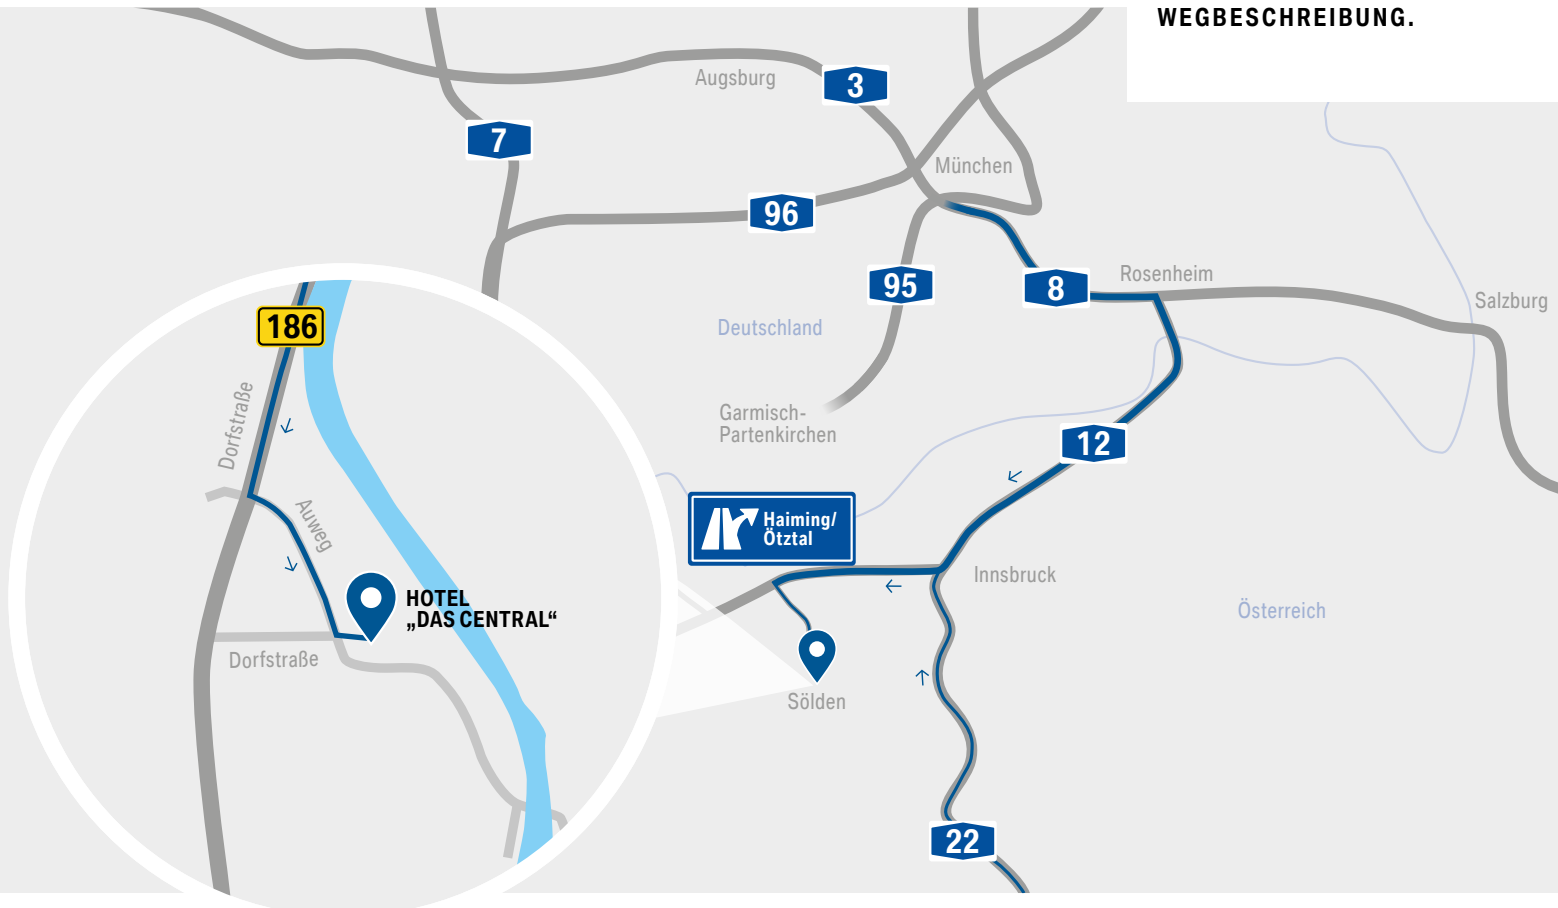 WEGBESCHREIBUNG.
Augsburg
3
7
München
96
95
8
Rosenheim
Salzburg
Deutschland
186
Dorfstraße
Garmisch-
Partenkirchen
12
Auweg
Haiming/
Ötztal
Innsbruck
Österreich
HOTEL
„DAS CENTRAL“
Dorfstraße
Sölden
22